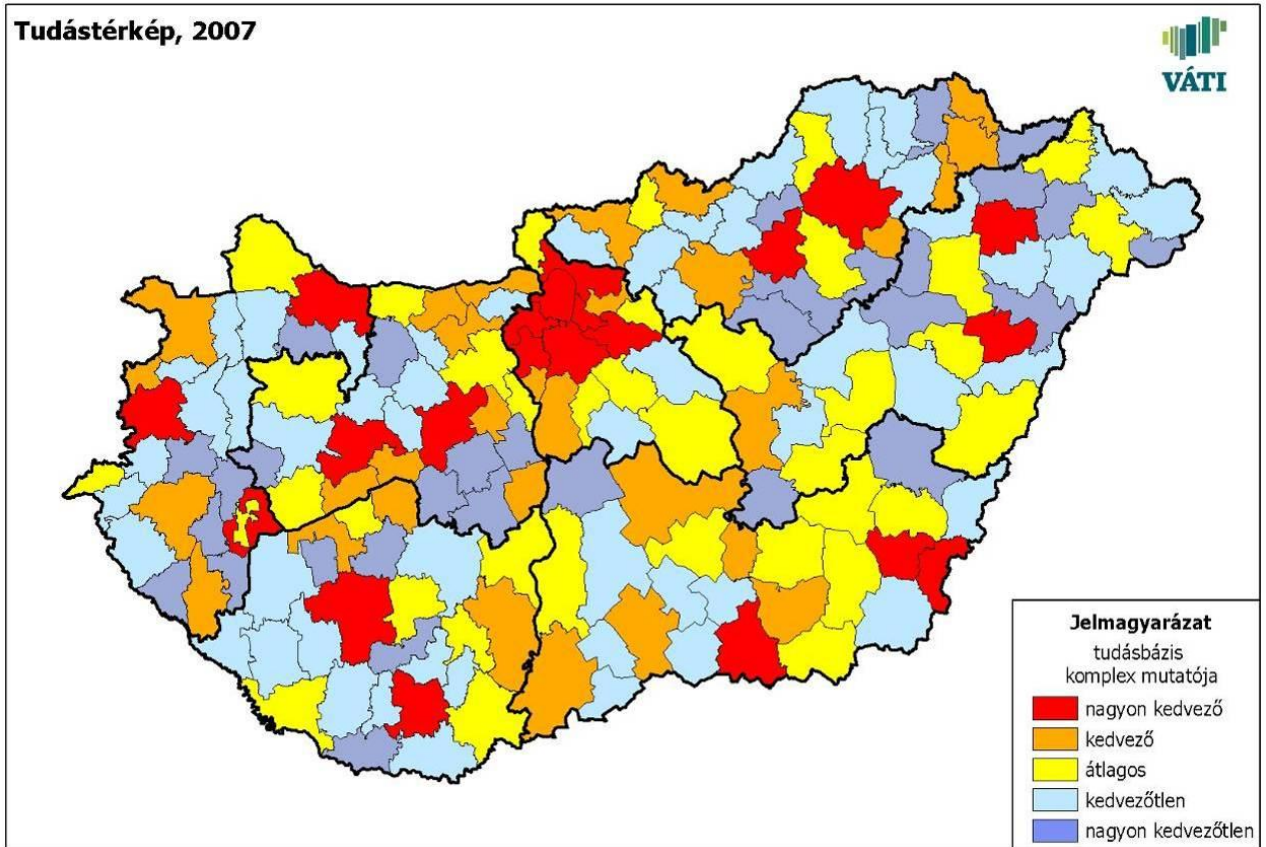 Tudástérkép, 2007
VÁTI
Jelmagyarázat
tudásbázis
komplex mutatója
nagyon kedvező
kedvező
átlagos
kedvezőtlen
nagyon kedvezőtlen